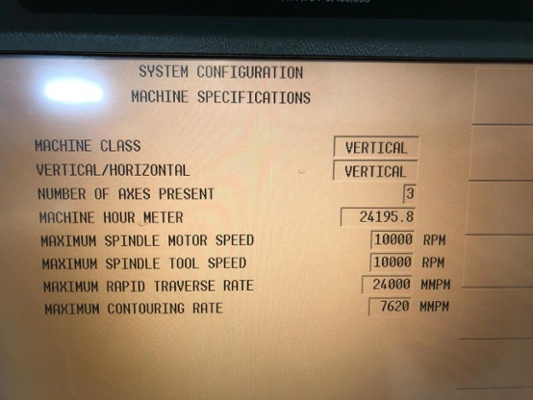 SYSTEM CONFIGURATION
MACHINE SPECIFICATIONS
MACHINE CLASS VERTICAL
VERTICAL/HORIZONTAL VERTICAL
NUMBER OF AXES PRESENT 3
MACHINE HOUR METER 24195.8
MAXIMUM SPINDLE MOTOR SPEED 10000 RPM
MAXIMUM SPINDLE TOOL SPEED 10000 RPM
MAXIMUM RAPID TRAVERSE RATE 24000 MMPM
MAXIMUM CONTOURING RATE 7620 MMPM